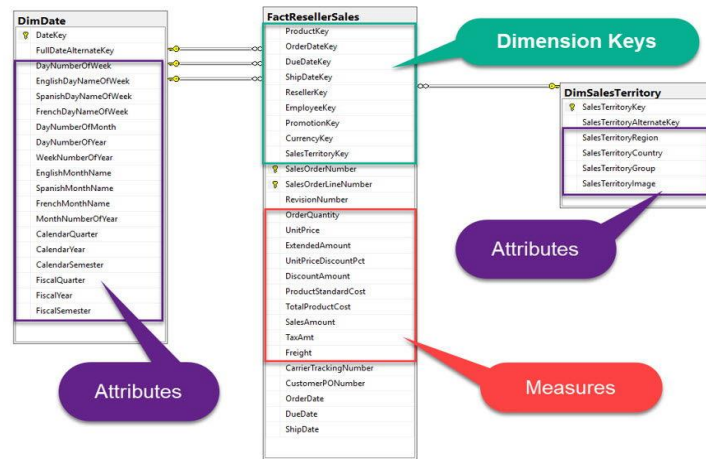 DimDate
DateKey
FullDateAlternateKey
DayNumberOfWeek
EnglishDayNameOfWeek
SpanishDayNameOfWeek
FrenchDayNameOfWeek
DayNumberOfMonth
DayNumberOfYear
WeekNumberOfYear
EnglishMonthName
SpanishMonthName
FrenchMonthName
MonthNumberOfYear
CalendarQuarter
CalendarYear
CalendarSemester
FiscalQuarter
FiscalYear
FiscalSemester
Attributes
FactResellerSales
ProductKey
OrderDateKey
DueDateKey
ShipDateKey
ResellerKey
EmployeeKey
PromotionKey
CurrencyKey
SalesTerritoryKey
SalesOrderNumber
SalesOrderLineNumber
RevisionNumber
OrderQuantity
UnitPrice
ExtendedAmount
UnitPriceDiscountPct
DiscountAmount
ProductStandardCost
TotalProductCost
SalesAmount
TaxAmt
Freight
CarrierTrackingNumber
CustomerPONumber
OrderDate
DueDate
ShipDate
Dimension Keys
DimSalesTerritory
SalesTerritoryKey
SalesTerritoryAlternateKey
SalesTerritoryRegion
SalesTerritoryCountry
SalesTerritoryGroup
SalesTerritoryImage
Attributes
Measures